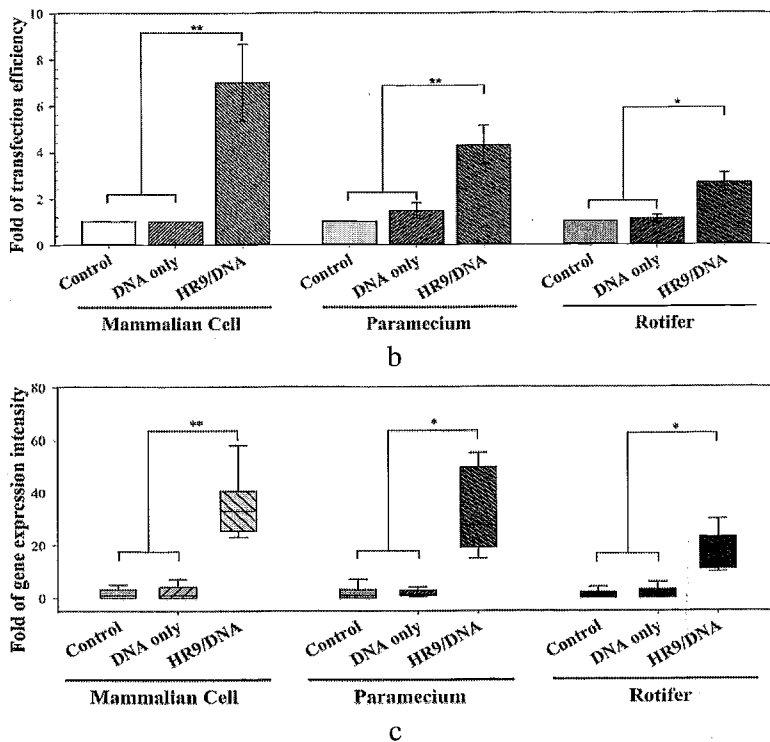 Fold of transfection efficiency
10
8
6
4
2
0
**
**
*
Control
DNA only
HR9/DNA
Control
DNA only
HR9/DNA
Control
DNA only
HR9/DNA
Mammalian Cell
Paramecium
Rotifer
b
Fold of gene expression intensity
80
60
40
20
0
**
*
*
Control
DNA only
HR9/DNA
Control
DNA only
HR9/DNA
Control
DNA only
HR9/DNA
Mammalian Cell
Paramecium
Rotifer
c